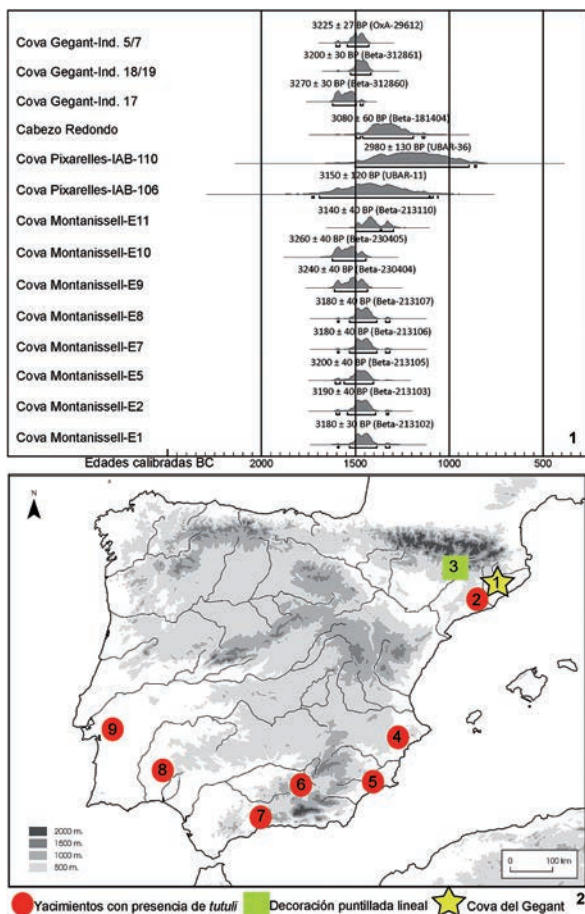 3225 ± 27 BP (OxA-29612)
Cova Gegant-Ind. 5/7
3200 ± 30 BP (Beta-312861)
Cova Gegant-Ind. 18/19
3270 ± 30 BP (Beta-312860)
Cova Gegant-Ind. 17
3080 ± 60 BP (Beta-181404)
Cabezo Redondo
2980 ± 130 BP (UBAR-36)
Cova Pixarelles-IAB-110
3150 ± 120 BP (UBAR-11)
Cova Pixarelles-IAB-106
3140 ± 40 BP (Beta-213110)
Cova Montanissell-E11
3260 ± 40 BP (Beta-230405)
Cova Montanissell-E10
3240 ± 40 BP (Beta-230404)
Cova Montanissell-E9
3180 ± 40 BP (Beta-213107)
Cova Montanissell-E8
3180 ± 40 BP (Beta-213106)
Cova Montanissell-E7
3200 ± 40 BP (Beta-213105)
Cova Montanissell-E5
3190 ± 40 BP (Beta-213103)
Cova Montanissell-E2
3180 ± 30 BP (Beta-213102)
Cova Montanissell-E1
1
Edades calibradas BC 2000 1500 1000 500
N
3
1
2
9
4
8
6
5
7
2000 m.
1500 m.
1000 m.
500 m.
0 100 km
Yacimientos con presencia de tutuli Decoración puntillada lineal Cova del Gegant 2